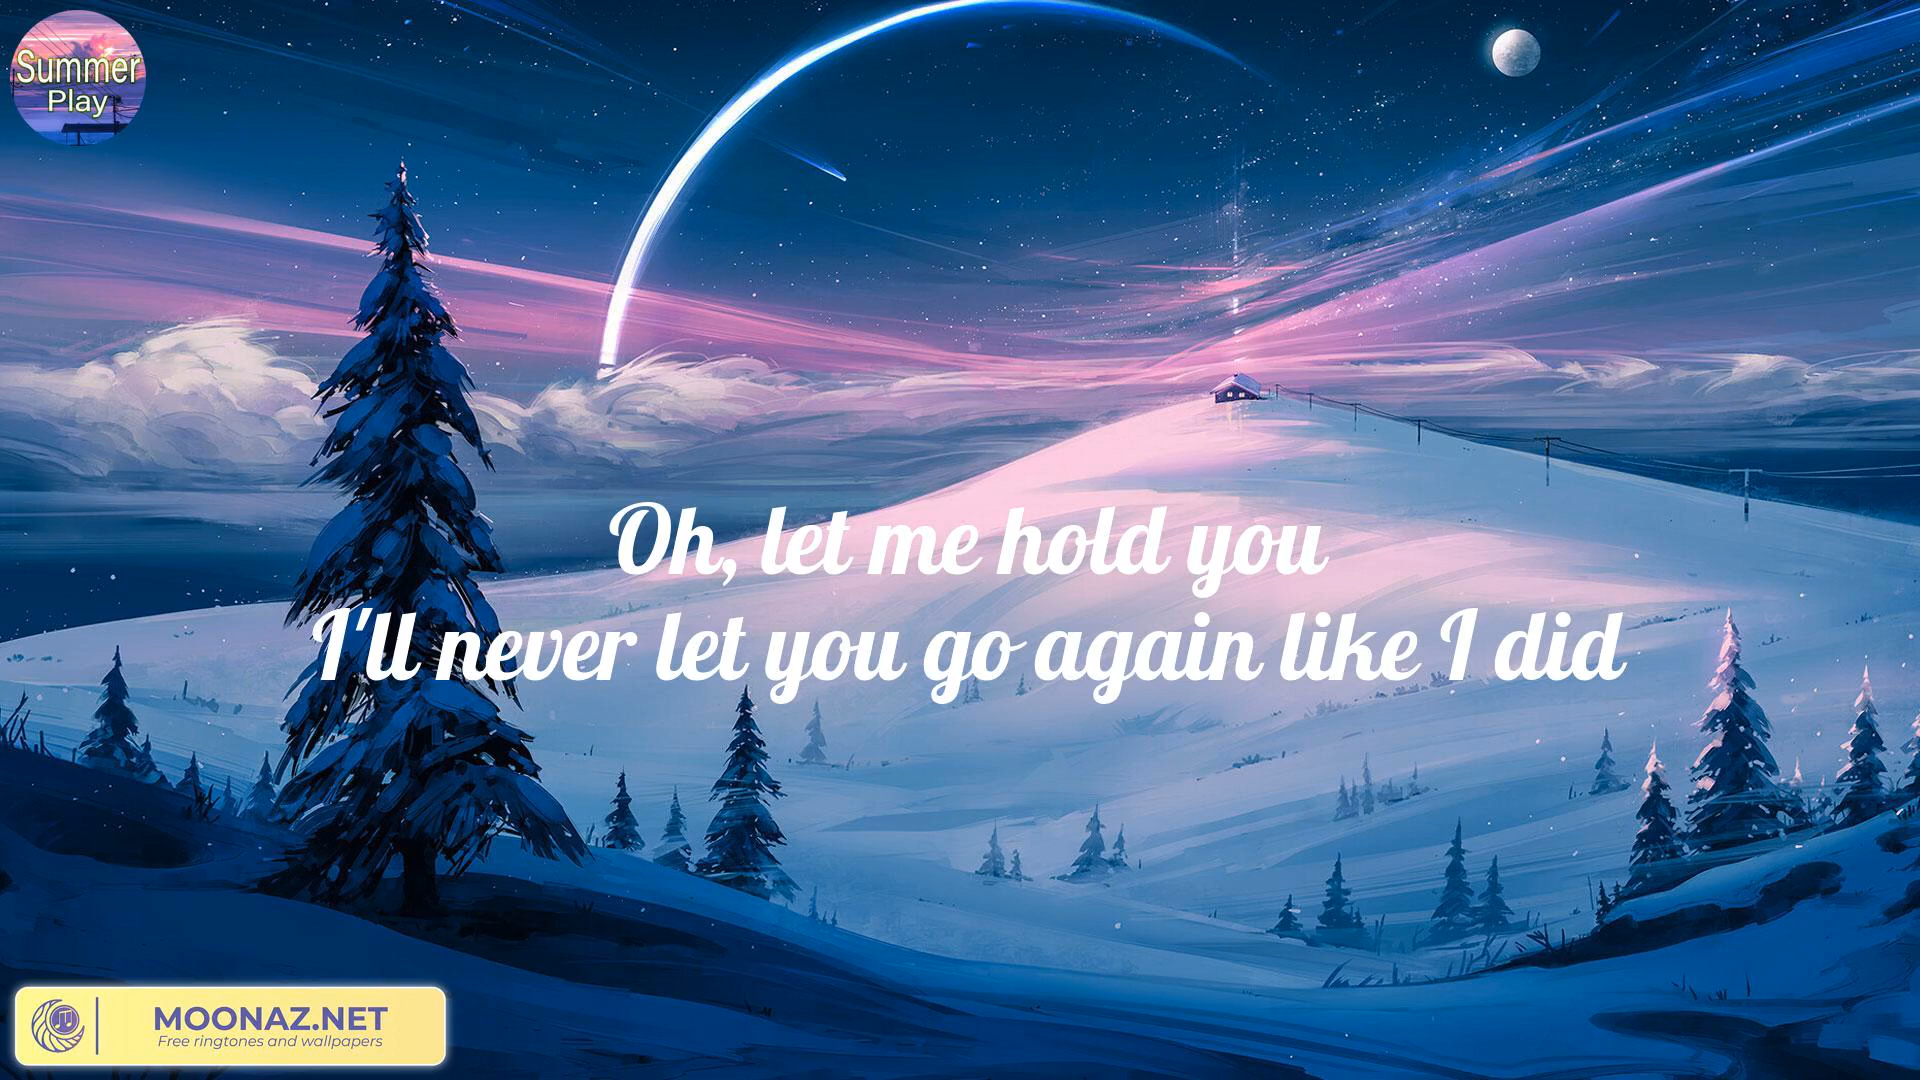 Summer
Play
Oh, let me hold you
I'll never let you go again like I did
MOONAZ.NET
Free ringtones and wallpapers